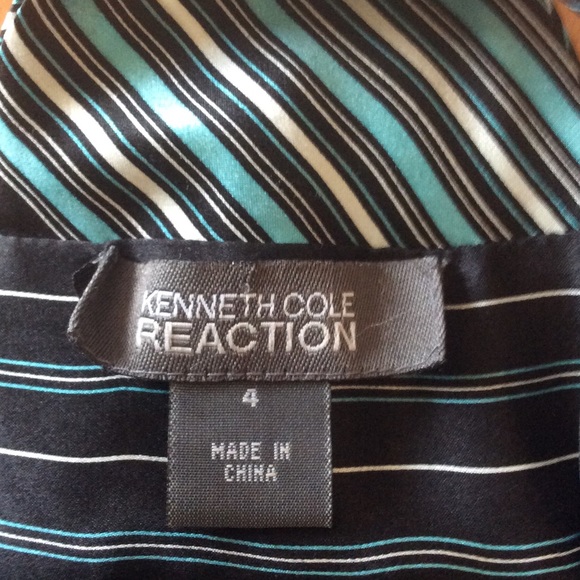 KENNETH COLE
REACTION
4
MADE IN
CHINA